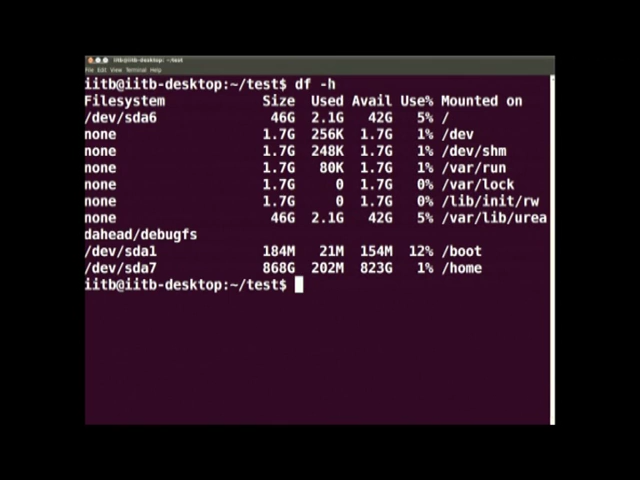 iitb@iitb-desktop: ~/test
File Edit View Terminal Help
iitb@iitb-desktop:~/test$ df -h
Filesystem Size Used Avail Use% Mounted on
/dev/sda6 46G 2.1G 42G 5% /
none 1.7G 256K 1.7G 1% /dev
none 1.7G 248K 1.7G 1% /dev/shm
none 1.7G 80K 1.7G 1% /var/run
none 1.7G 0 1.7G 0% /var/lock
none 1.7G 0 1.7G 0% /lib/init/rw
none 46G 2.1G 42G 5% /var/lib/urea
dahead/debugfs
/dev/sda1 184M 21M 154M 12% /boot
/dev/sda7 868G 202M 823G 1% /home
iitb@iitb-desktop:~/test$